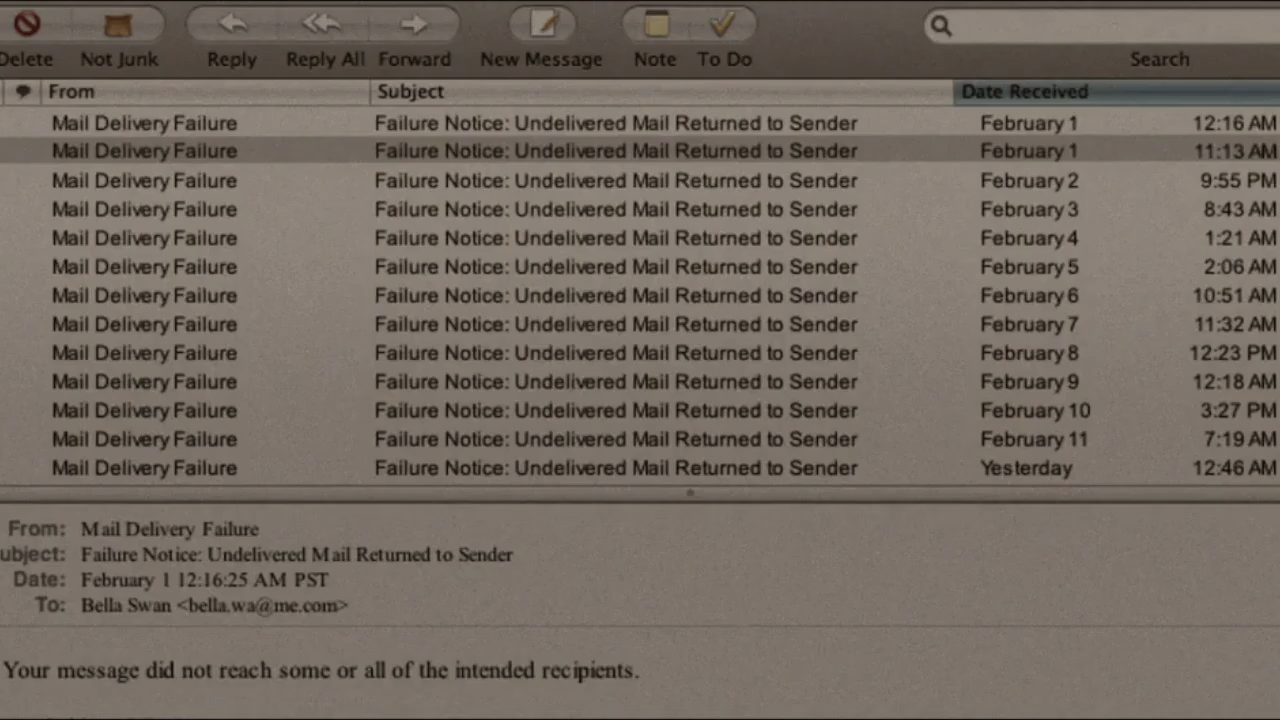 Delete Not Junk Reply Reply All Forward New Message Note To Do Search
From Subject Date Received
Mail Delivery Failure Failure Notice: Undelivered Mail Returned to Sender February 1 12:16 AM
Mail Delivery Failure Failure Notice: Undelivered Mail Returned to Sender February 1 11:13 AM
Mail Delivery Failure Failure Notice: Undelivered Mail Returned to Sender February 2 9:55 PM
Mail Delivery Failure Failure Notice: Undelivered Mail Returned to Sender February 3 8:43 AM
Mail Delivery Failure Failure Notice: Undelivered Mail Returned to Sender February 4 1:21 AM
Mail Delivery Failure Failure Notice: Undelivered Mail Returned to Sender February 5 2:06 AM
Mail Delivery Failure Failure Notice: Undelivered Mail Returned to Sender February 6 10:51 AM
Mail Delivery Failure Failure Notice: Undelivered Mail Returned to Sender February 7 11:32 AM
Mail Delivery Failure Failure Notice: Undelivered Mail Returned to Sender February 8 12:23 PM
Mail Delivery Failure Failure Notice: Undelivered Mail Returned to Sender February 9 12:18 AM
Mail Delivery Failure Failure Notice: Undelivered Mail Returned to Sender February 10 3:27 PM
Mail Delivery Failure Failure Notice: Undelivered Mail Returned to Sender February 11 7:19 AM
Mail Delivery Failure Failure Notice: Undelivered Mail Returned to Sender Yesterday 12:46 AM
From: Mail Delivery Failure
ubject: Failure Notice: Undelivered Mail Returned to Sender
Date: February 1 12:16:25 AM PST
To: Bella Swan <bella.wa@me.com>
Your message did not reach some or all of the intended recipients.